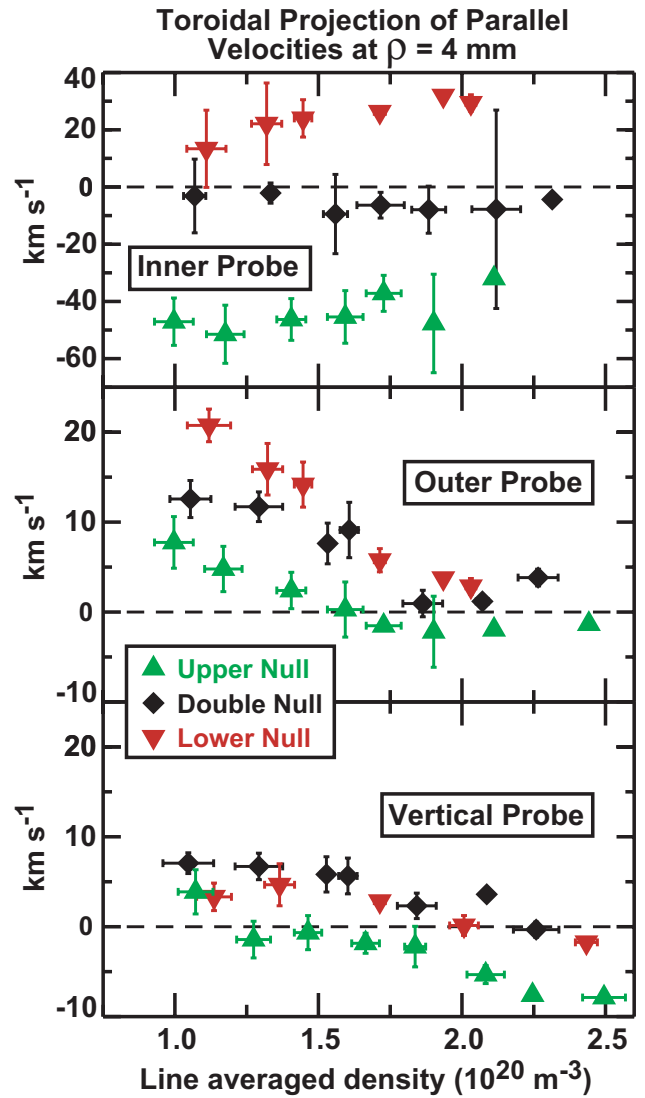 Toroidal Projection of Parallel
Velocities at ρ = 4 mm
40
20
0
-20
-40
-60
km s⁻¹
Inner Probe
20
10
0
-10
km s⁻¹
Outer Probe
Upper Null
Double Null
Lower Null
20
10
0
-10
km s⁻¹
Vertical Probe
1.0 1.5 2.0 2.5
Line averaged density (10²⁰ m⁻³)